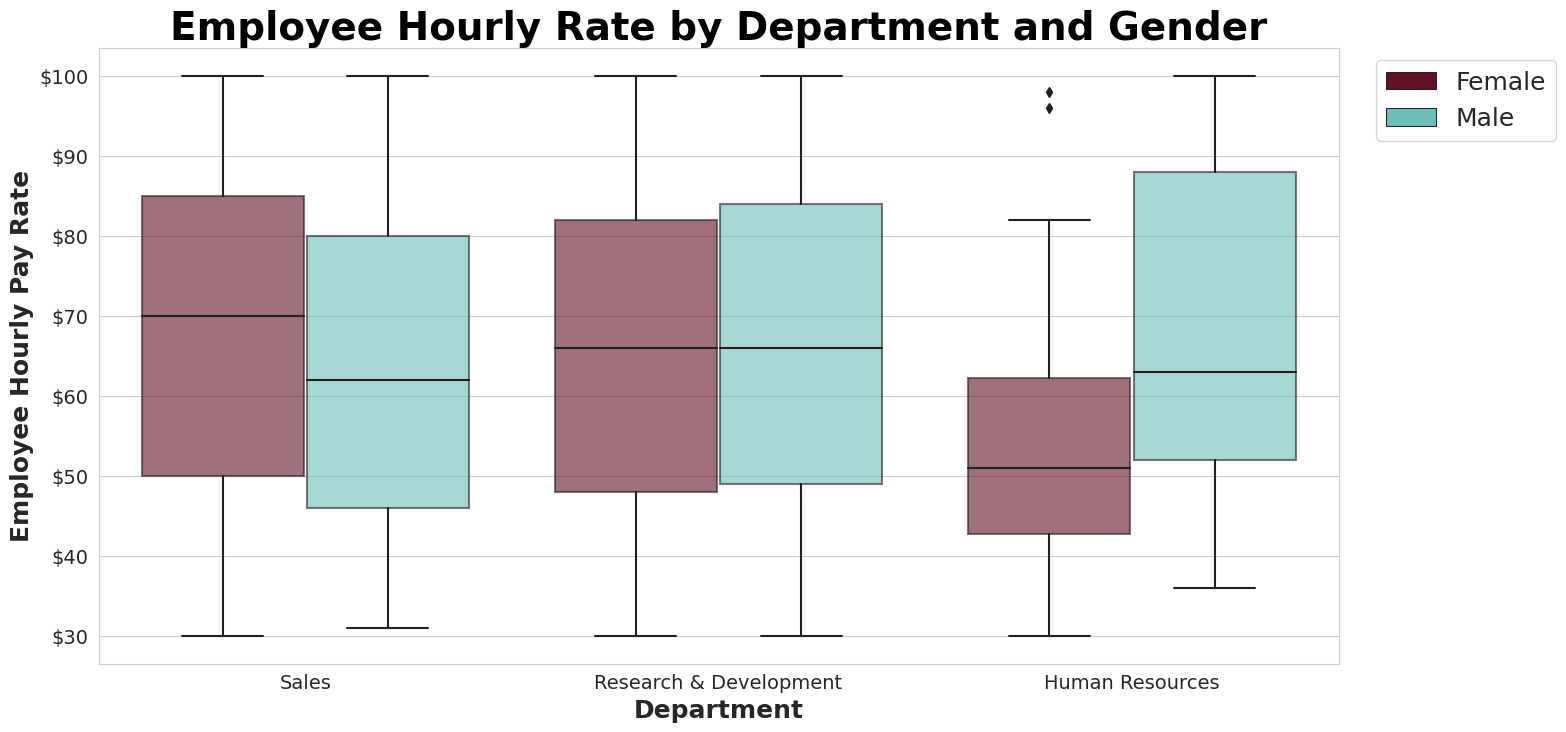 Employee Hourly Rate by Department and Gender
Female
Male
Employee Hourly Pay Rate
$100
$90
$80
$70
$60
$50
$40
$30
Sales
Research & Development
Human Resources
Department